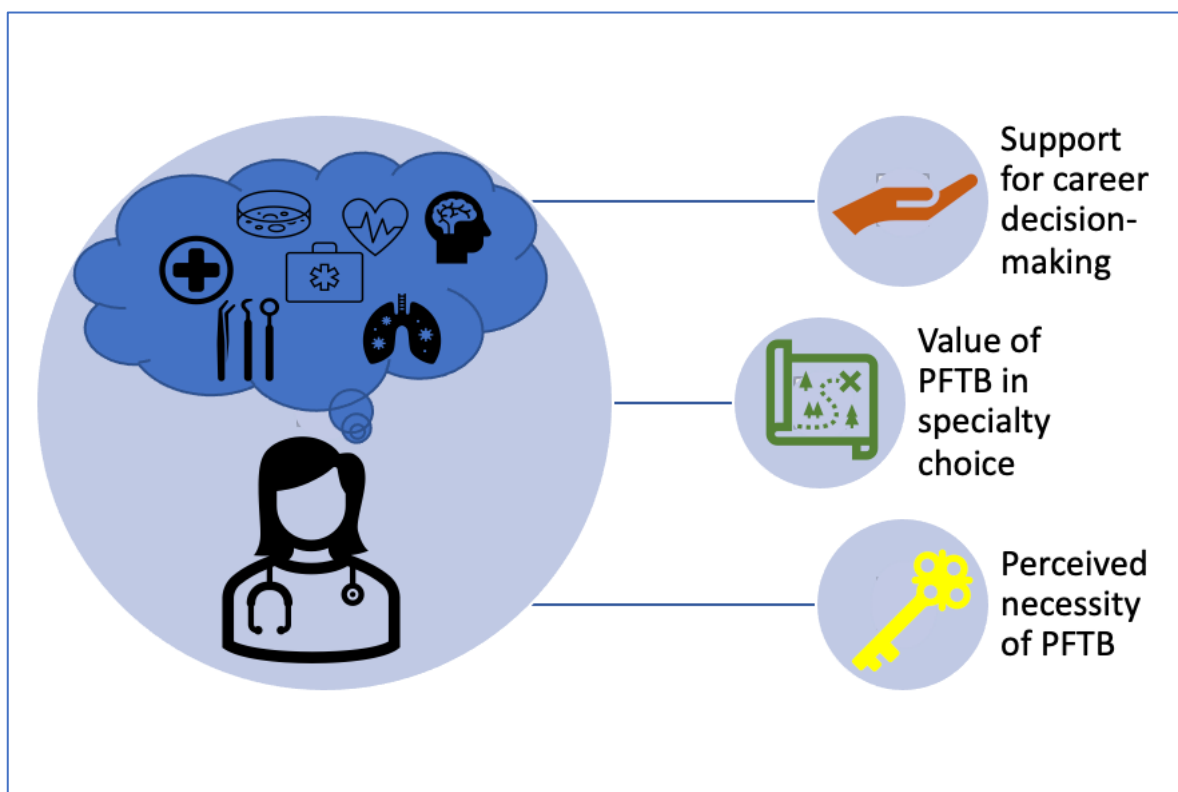 Support
for career
decision-
making
Value of
PFTB in
specialty
choice
Perceived
necessity
of PFTB